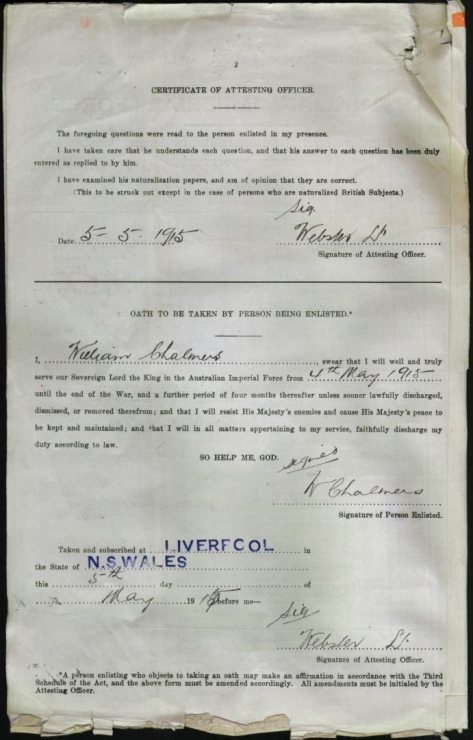 2
CERTIFICATE OF ATTESTING OFFICER.
The foregoing questions were read to the person enlisted in my presence.
I have taken care that he understands each question, and that his answer to each question has been duly
entered as replied to by him.
I have examined his naturalization papers, and am of opinion that they are correct.
(This to be struck out except in the case of persons who are naturalized British Subjects.)
Sig
Date 5-5-1915 Webster Lt
Signature of Attesting Officer.
OATH TO BE TAKEN BY PERSON BEING ENLISTED.*
I, William Chalmers, swear that I will well and truly
serve our Sovereign Lord the King in the Australian Imperial Force from 4th May 1915
until the end of the War, and a further period of four months thereafter unless sooner lawfully discharged,
dismissed, or removed therefrom; and that I will resist His Majesty's enemies and cause His Majesty's peace to
be kept and maintained; and that I will in all matters appertaining to my service, faithfully discharge my
duty according to law.
SO HELP ME, GOD.
signed
W Chalmers
Signature of Person Enlisted.
Taken and subscribed at LIVERPOOL in
the State of N.S.WALES
this 5th day of
May 1915 before me—
Sig
Webster Lt.
Signature of Attesting Officer.
*A person enlisting who objects to taking an oath may make an affirmation in accordance with the Third
Schedule of the Act, and the above form must be amended accordingly. All amendments must be initialed by the
Attesting Officer.